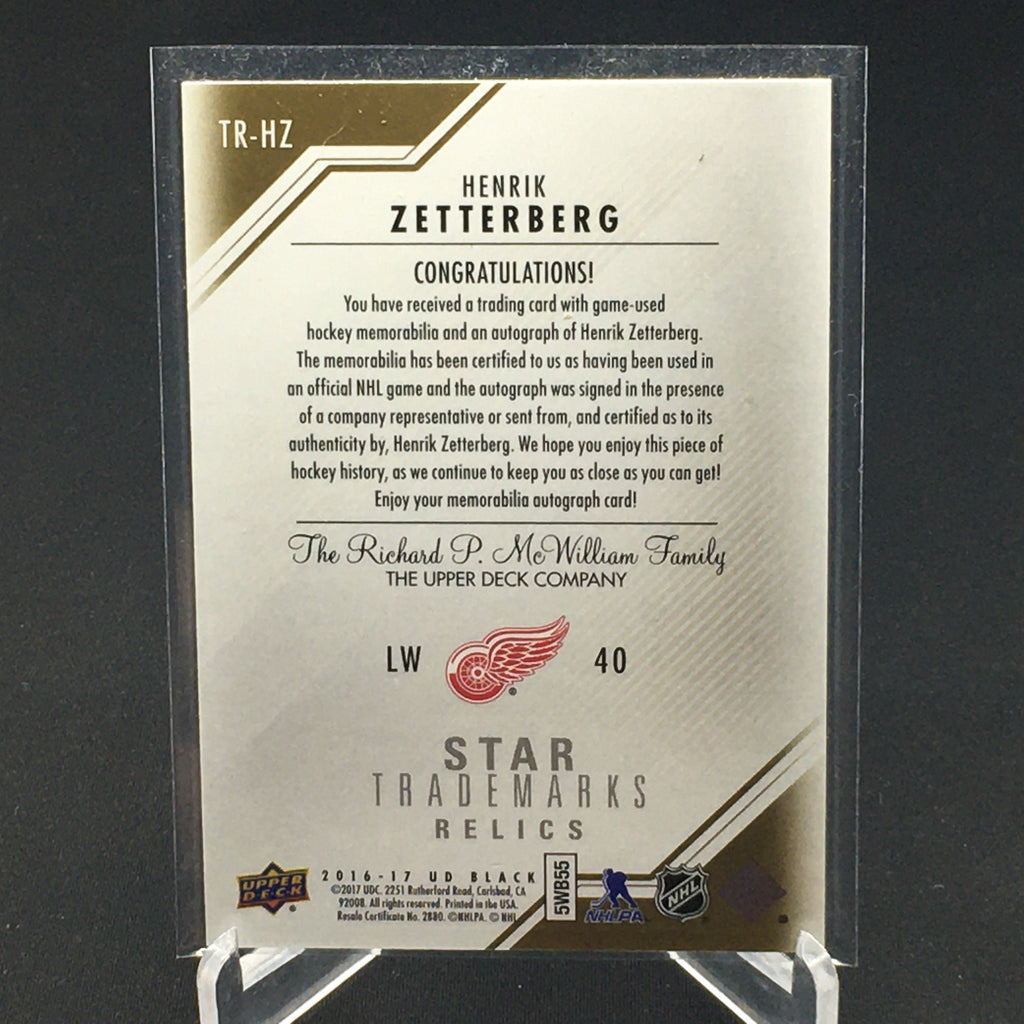 TR-HZ
HENRIK
ZETTERBERG
CONGRATULATIONS!
You have received a trading card with game-used
hockey memorabilia and an autograph of Henrik Zetterberg.
The memorabilia has been certified to us as having been used in
an official NHL game and the autograph was signed in the presence
of a company representative or sent from, and certified as to its
authenticity by, Henrik Zetterberg. We hope you enjoy this piece of
hockey history, as we continue to keep you as close as you can get!
Enjoy your memorabilia autograph card!
The Richard P. McWilliam Family
THE UPPER DECK COMPANY
LW 40
STAR
TRADEMARKS
RELICS
UPPER
DECK
2016-17 UD BLACK
©2017 UDC. 2251 Rutherford Road, Carlsbad, CA
92008. All rights reserved. Printed in the USA.
Resale Certificate No. 2880. ©NHLPA. © NHL
5WB55
NHLPA
NHL